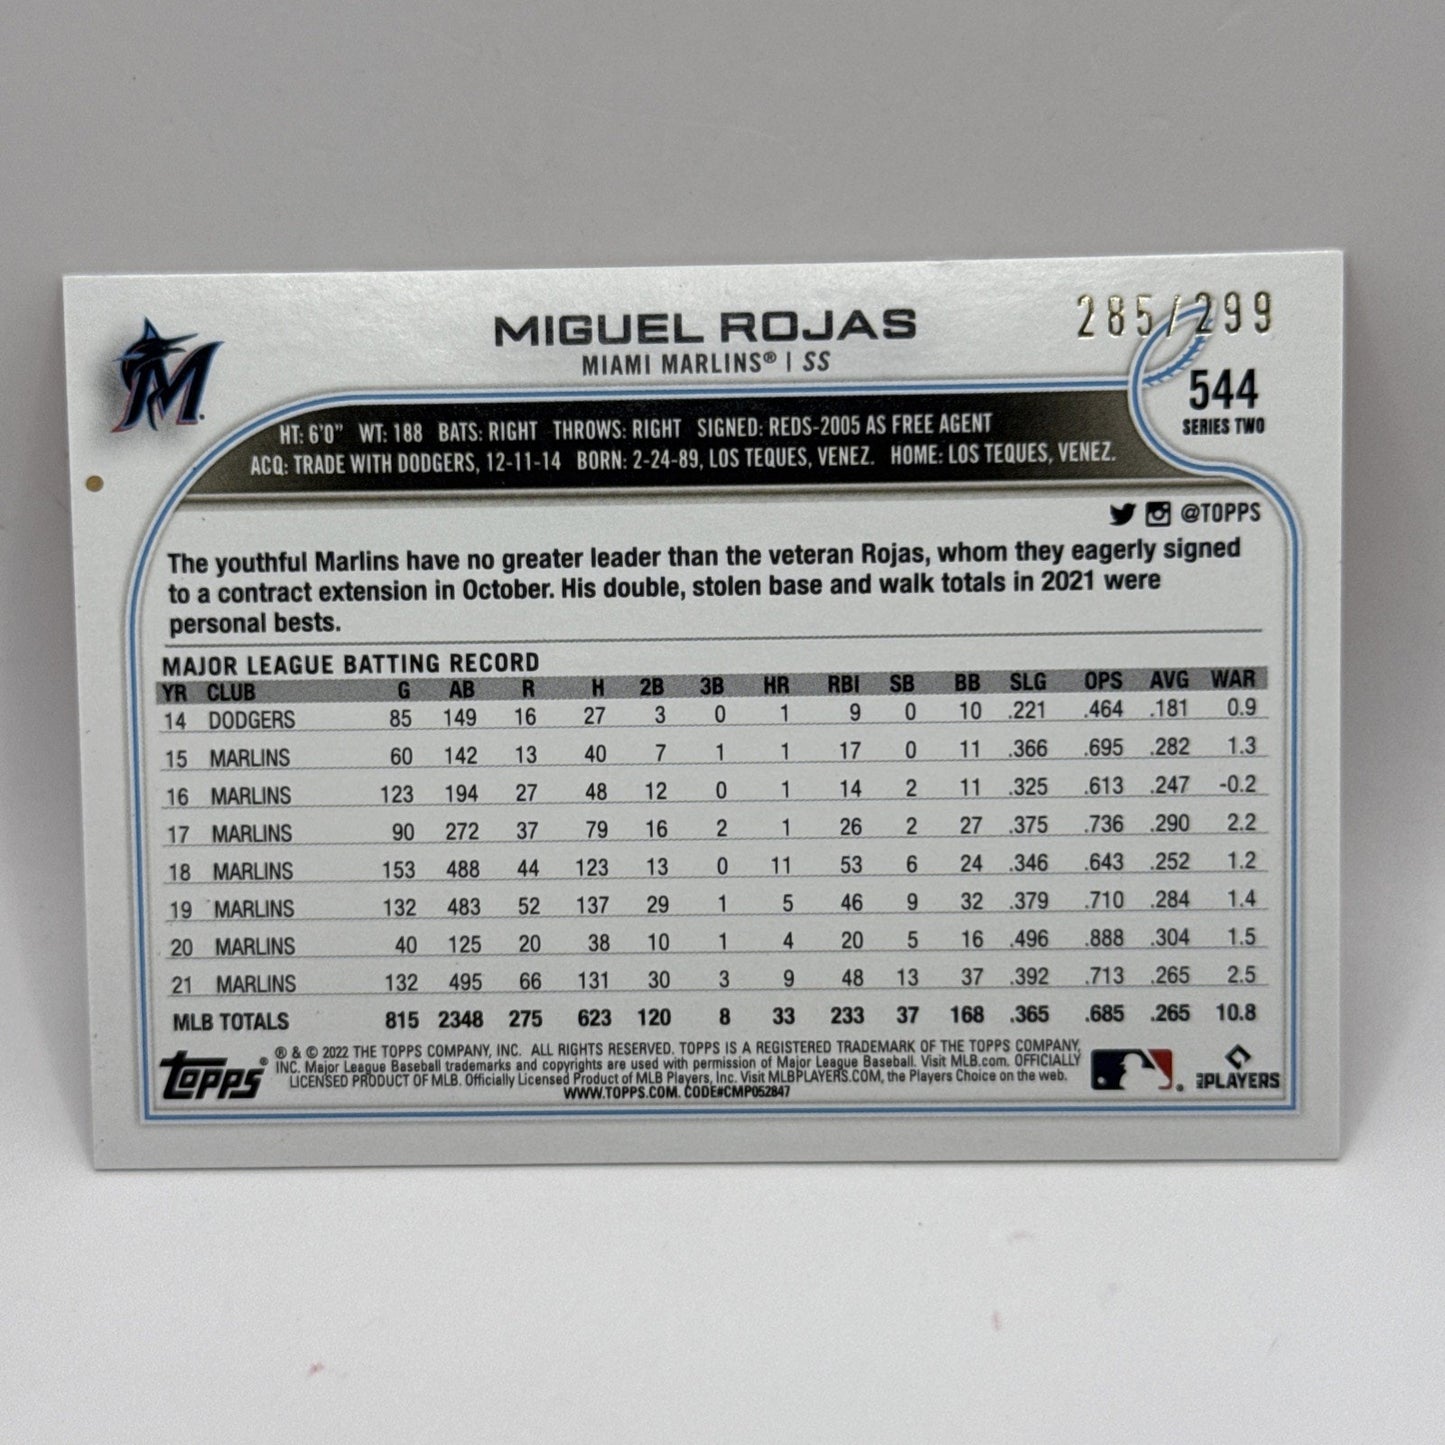 285/299
MIGUEL ROJAS
MIAMI MARLINS® | SS
544
SERIES TWO
M
HT: 6'0" WT: 188 BATS: RIGHT THROWS: RIGHT SIGNED: REDS-2005 AS FREE AGENT
ACQ: TRADE WITH DODGERS, 12-11-14 BORN: 2-24-89, LOS TEQUES, VENEZ. HOME: LOS TEQUES, VENEZ.
@TOPPS
The youthful Marlins have no greater leader than the veteran Rojas, whom they eagerly signed
to a contract extension in October. His double, stolen base and walk totals in 2021 were
personal bests.
MAJOR LEAGUE BATTING RECORD
YR CLUB G AB R H 2B 3B HR RBI SB BB SLG OPS AVG WAR
14 DODGERS 85 149 16 27 3 0 1 9 0 10 .221 .464 .181 0.9
15 MARLINS 60 142 13 40 7 1 1 17 0 11 .366 .695 .282 1.3
16 MARLINS 123 194 27 48 12 0 1 14 2 11 .325 .613 .247 -0.2
17 MARLINS 90 272 37 79 16 2 1 26 2 27 .375 .736 .290 2.2
18 MARLINS 153 488 44 123 13 0 11 53 6 24 .346 .643 .252 1.2
19 MARLINS 132 483 52 137 29 1 5 46 9 32 .379 .710 .284 1.4
20 MARLINS 40 125 20 38 10 1 4 20 5 16 .496 .888 .304 1.5
21 MARLINS 132 495 66 131 30 3 9 48 13 37 .392 .713 .265 2.5
MLB TOTALS 815 2348 275 623 120 8 33 233 37 168 .365 .685 .265 10.8
Topps®
® & © 2022 THE TOPPS COMPANY, INC. ALL RIGHTS RESERVED. TOPPS IS A REGISTERED TRADEMARK OF THE TOPPS COMPANY,
INC. Major League Baseball trademarks and copyrights are used with permission of Major League Baseball. Visit MLB.com. OFFICIALLY
LICENSED PRODUCT OF MLB. Officially Licensed Product of MLB Players, Inc. Visit MLBPLAYERS.COM, the Players Choice on the web.
WWW.TOPPS.COM. CODE#CMP052847
MLB PLAYERS